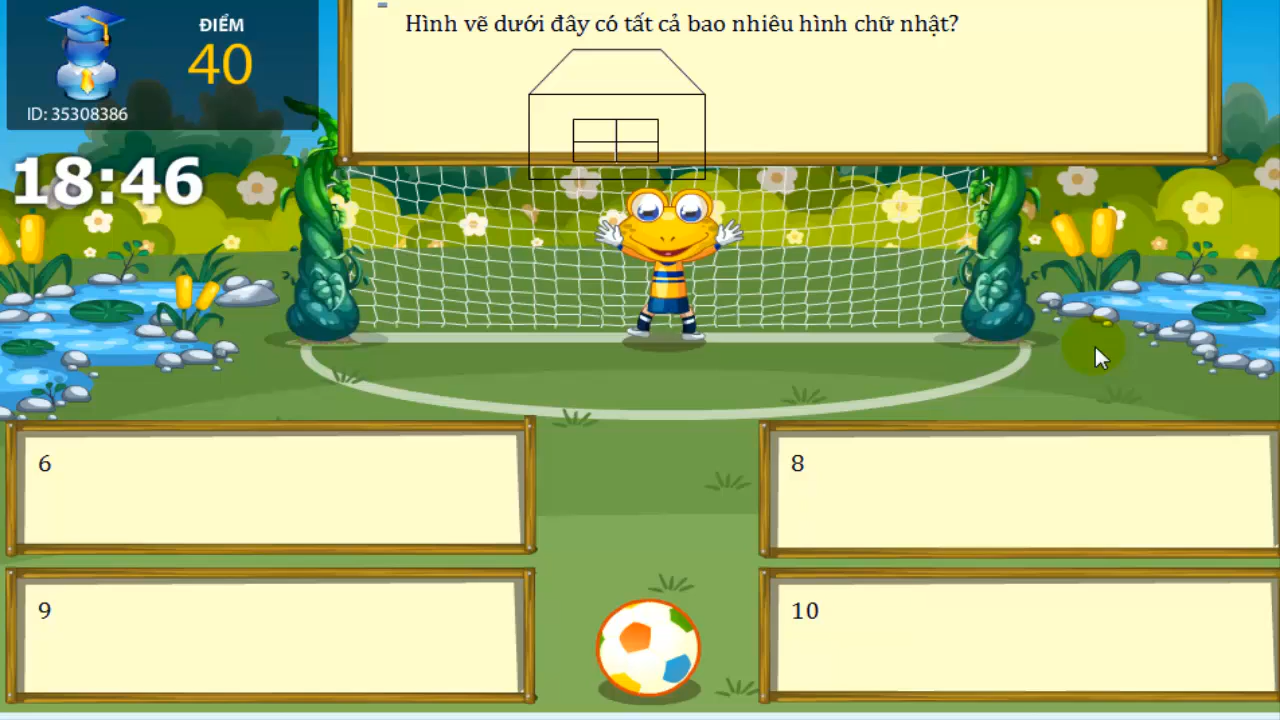 ĐIỂM
40
ID: 35308386
18:46
Hình vẽ dưới đây có tất cả bao nhiêu hình chữ nhật?
6
8
9
10